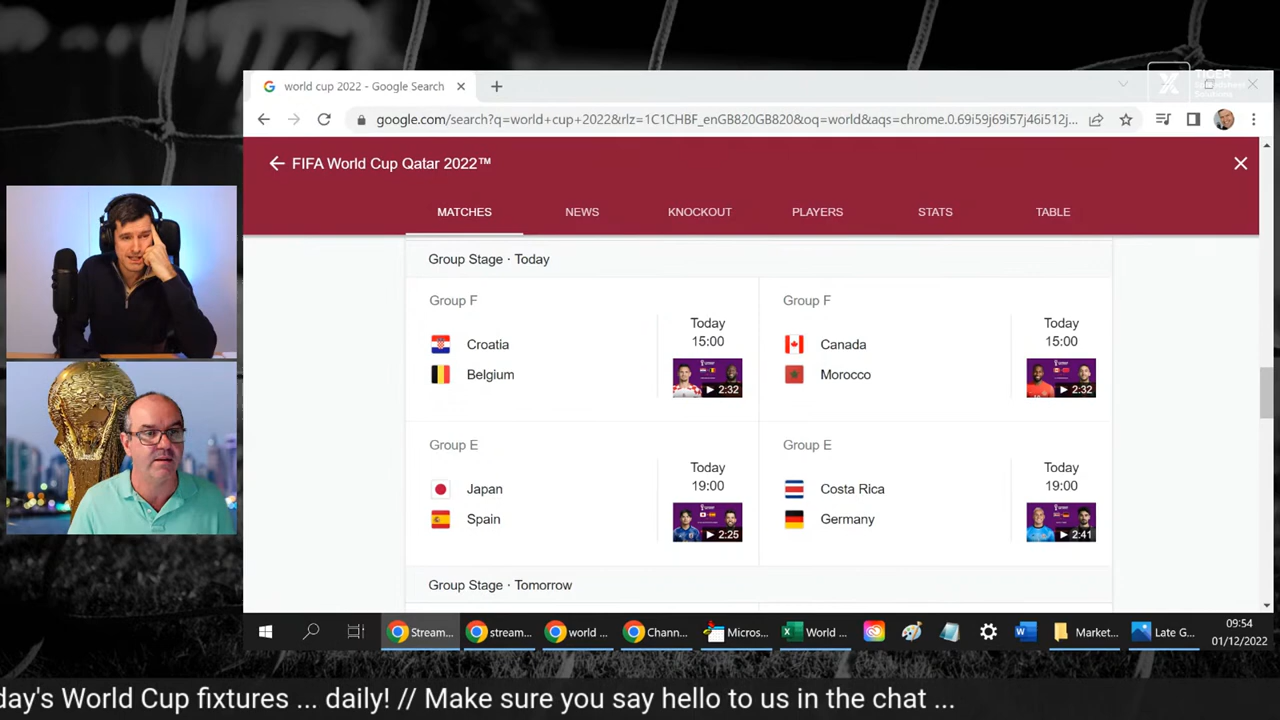 world cup 2022 - Google Search
TIGER
Spreadsheet
Solutions
google.com/search?q=world+cup+2022&rlz=1C1CHBF_enGB820GB820&oq=world&aqs=chrome.0.69i59j69i57j46i512j...
FIFA World Cup Qatar 2022™
MATCHES
NEWS
KNOCKOUT
PLAYERS
STATS
TABLE
Group Stage · Today
Group F
Croatia
Belgium
Today
15:00
2:32
Group F
Canada
Morocco
Today
15:00
2:32
Group E
Japan
Spain
Today
19:00
2:25
Group E
Costa Rica
Germany
Today
19:00
2:41
Group Stage · Tomorrow
Stream...
stream...
world ...
Chann...
Micros...
World ...
Market...
Late G...
09:54
01/12/2022
day's World Cup fixtures ... daily! // Make sure you say hello to us in the chat ...